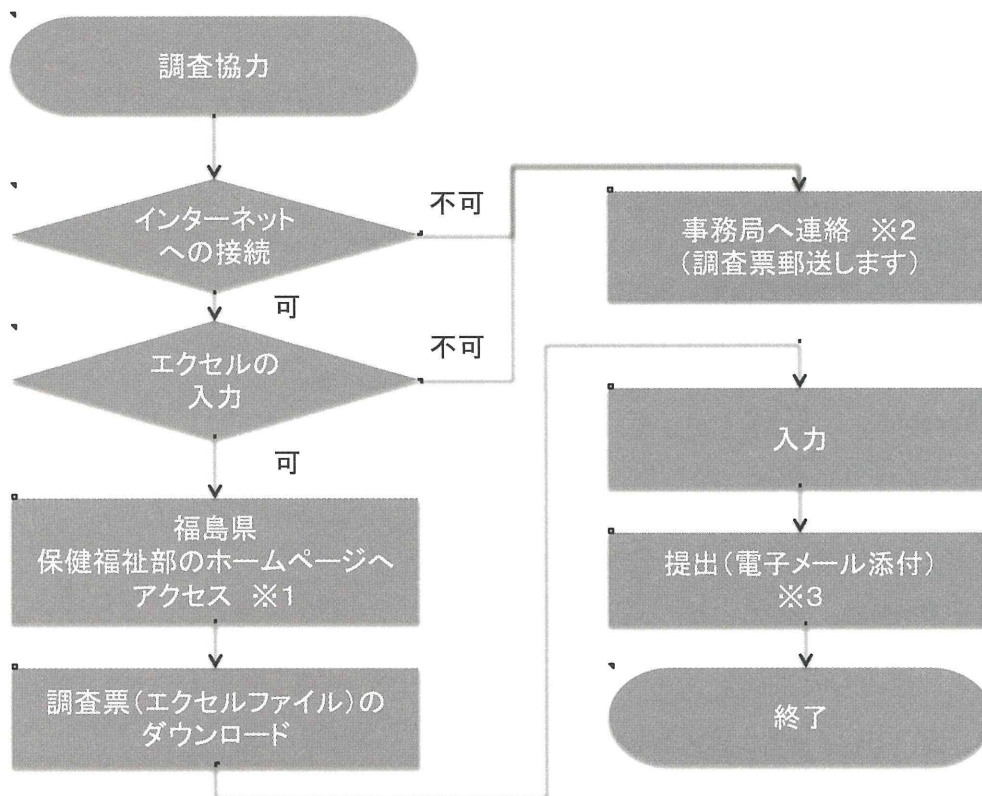 調査協力
インターネット
への接続
不可
可
エクセルの
入力
不可
可
福島県
保健福祉部のホームページへ
アクセス ※1
調査票(エクセルファイル)の
ダウンロード
事務局へ連絡 ※2
(調査票郵送します)
入力
提出(電子メール添付)
※3
終了